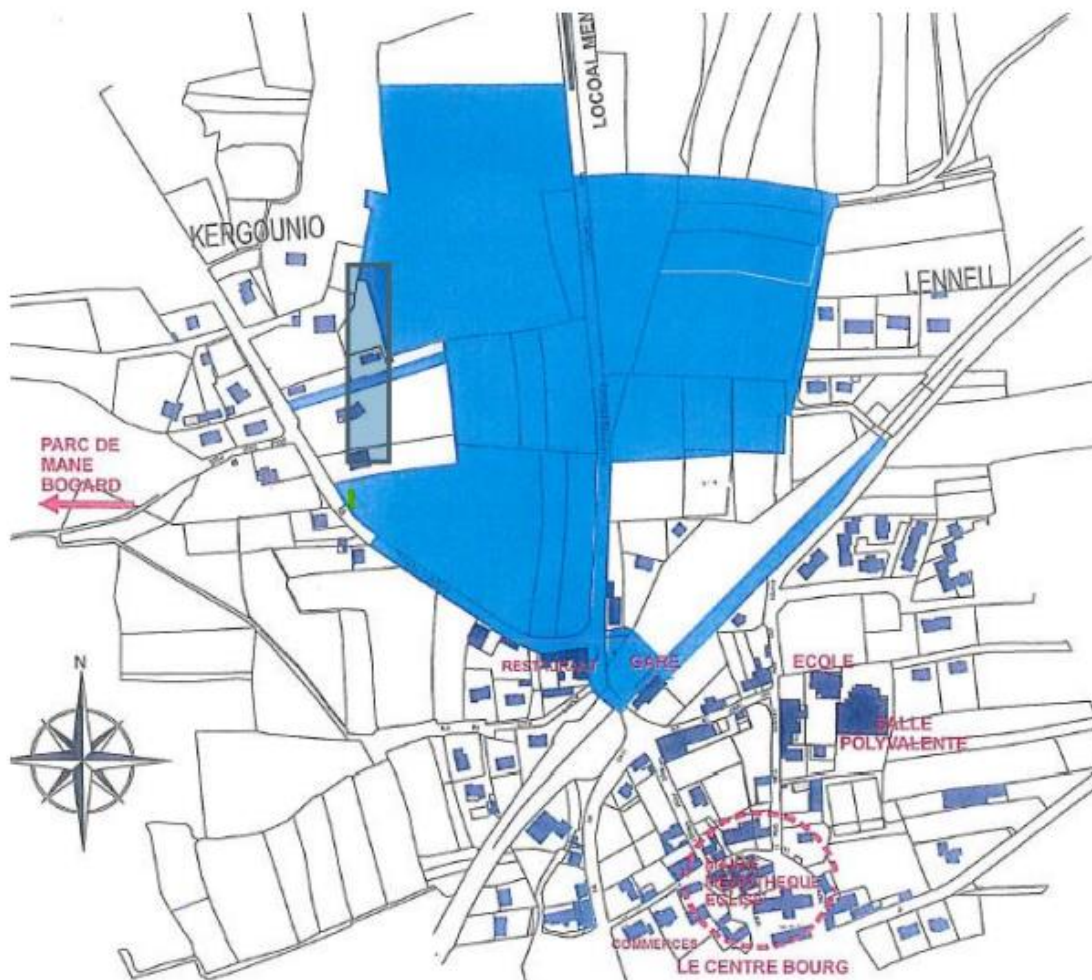 LOCOAL MEN
KERGOUNIO
LENNEU
PARC DE
MANE
BOGARD
N
GARE
ECOLE
SALLE
POLYVALENTE
EGLISE
COMMERCES
LE CENTRE BOURG